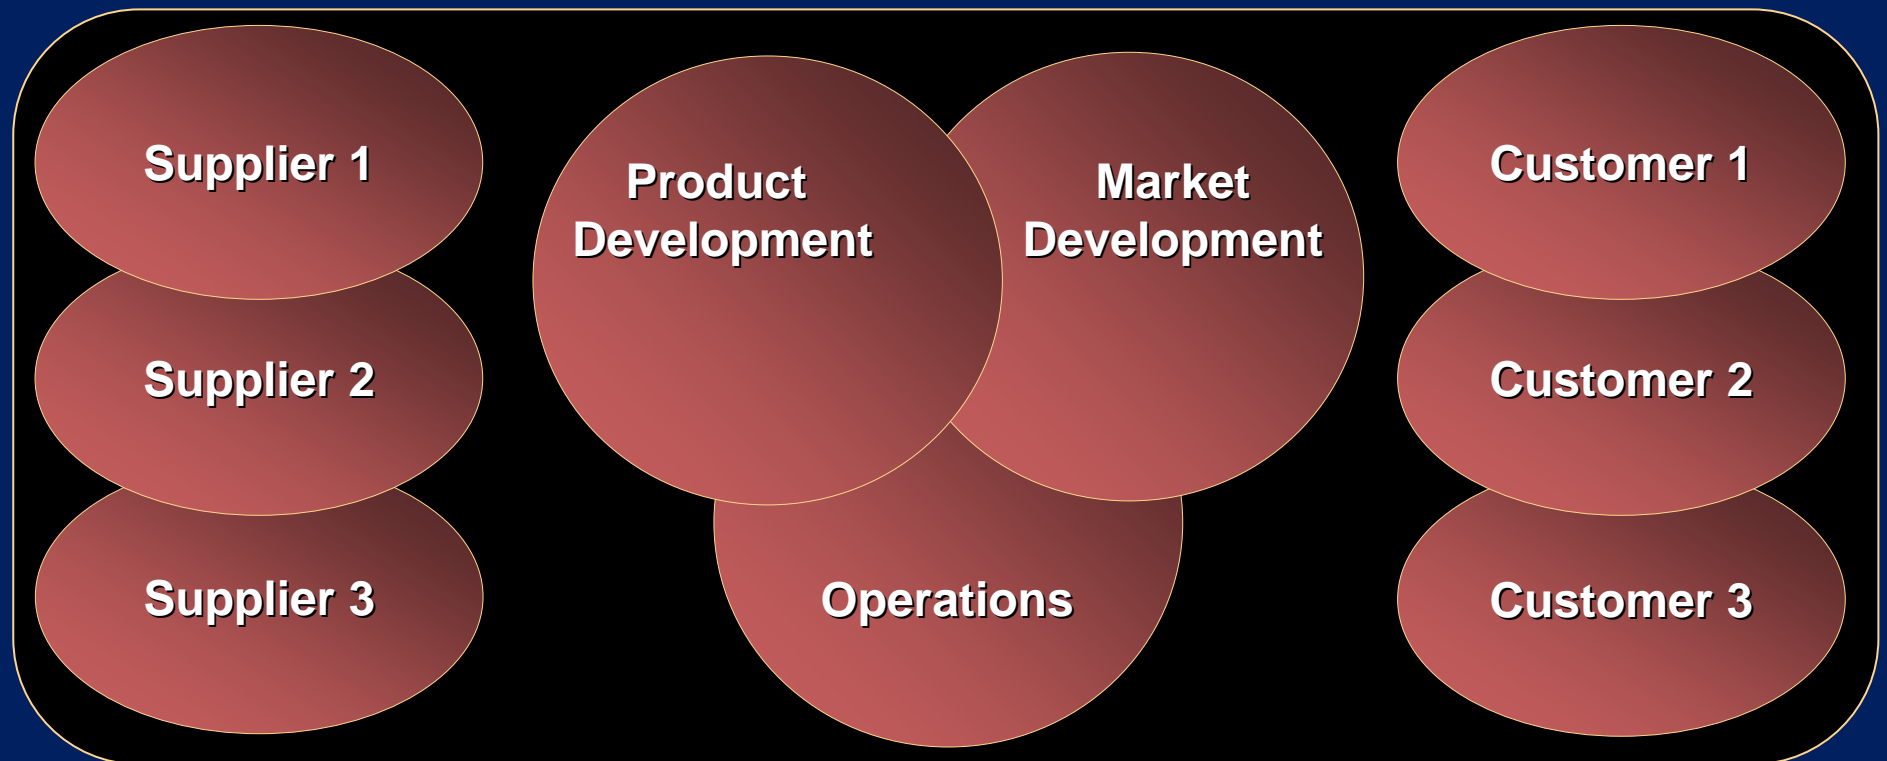 Supplier 1
Supplier 2
Supplier 3
Product
Development
Market
Development
Operations
Customer 1
Customer 2
Customer 3